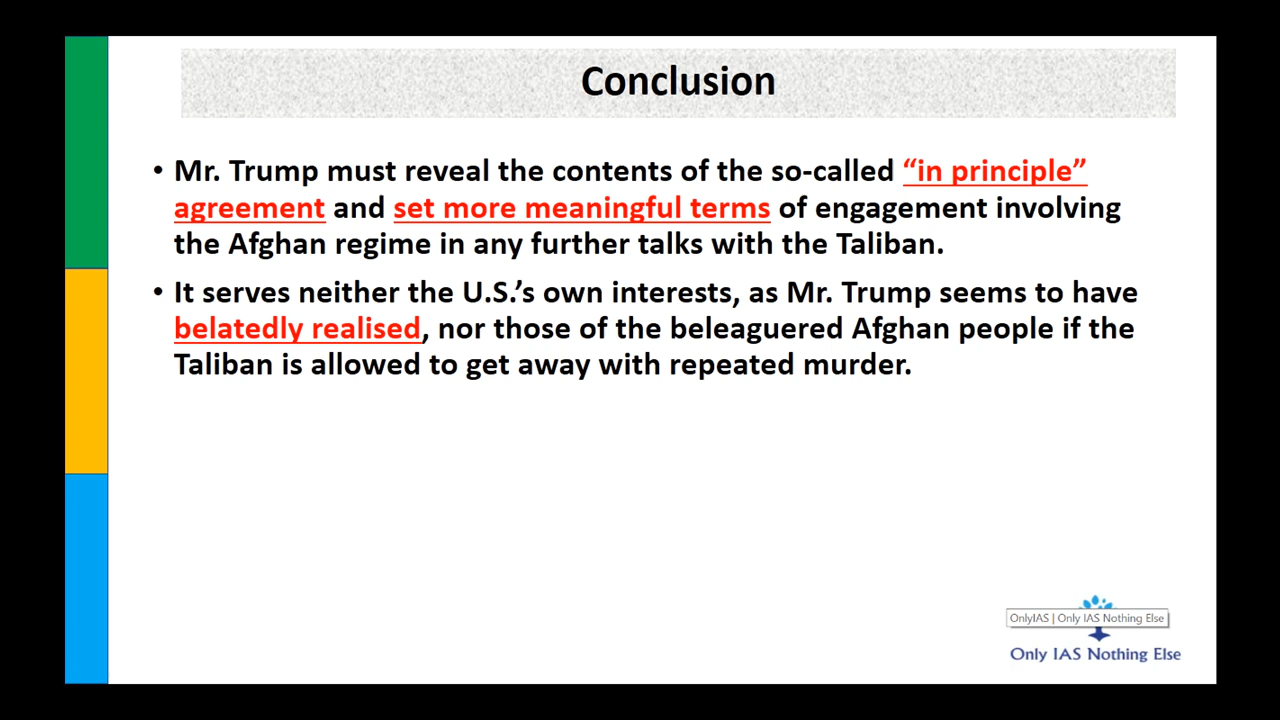 Conclusion
• Mr. Trump must reveal the contents of the so-called “in principle”
agreement and set more meaningful terms of engagement involving
the Afghan regime in any further talks with the Taliban.
• It serves neither the U.S.’s own interests, as Mr. Trump seems to have
belatedly realised, nor those of the beleaguered Afghan people if the
Taliban is allowed to get away with repeated murder.
OnlyIAS | Only IAS Nothing Else
Only IAS Nothing Else